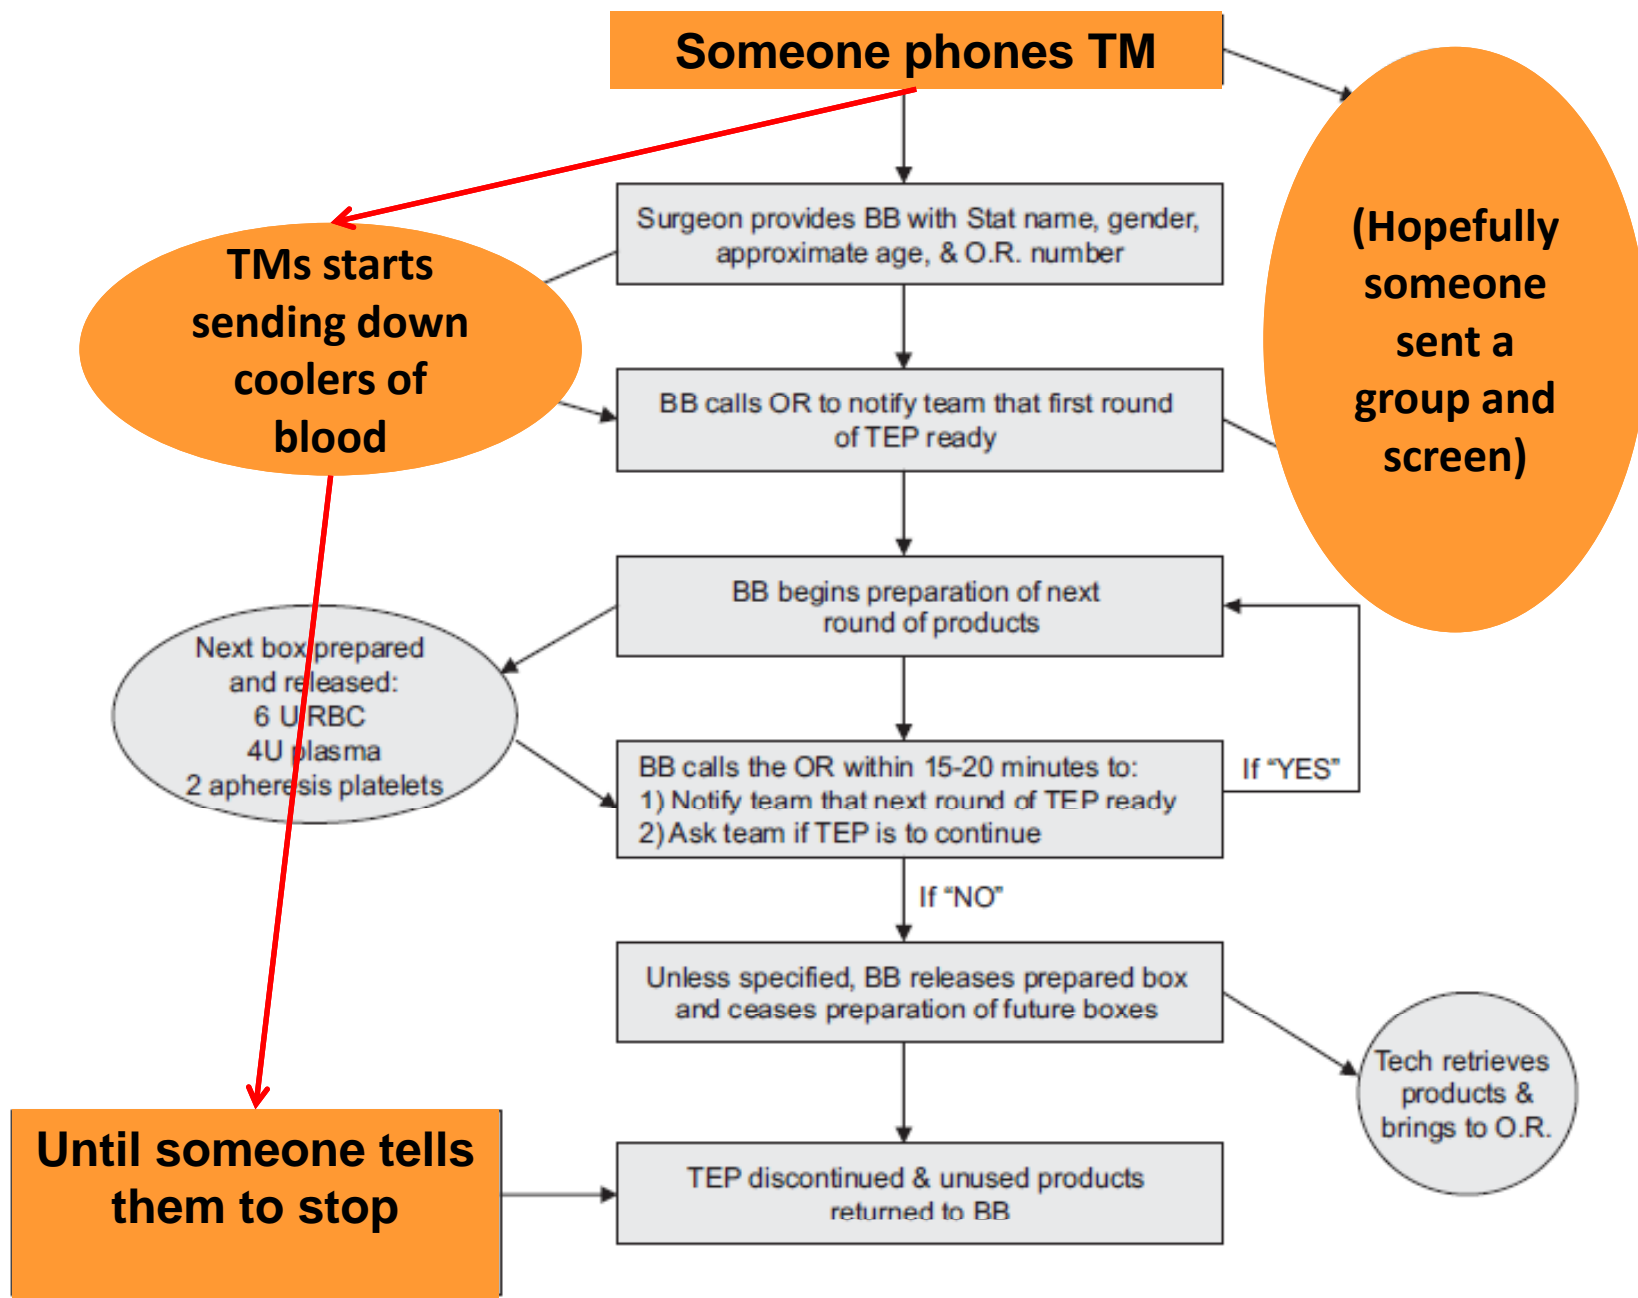 Someone phones TM
Surgeon provides BB with Stat name, gender,
approximate age, & O.R. number
(Hopefully
someone
sent a
group and
screen)
TMs starts
sending down
coolers of
blood
BB calls OR to notify team that first round
of TEP ready
BB begins preparation of next
round of products
Next box prepared
and released:
6 U RBC
4U plasma
2 apheresis platelets
BB calls the OR within 15-20 minutes to:
1) Notify team that next round of TEP ready
2) Ask team if TEP is to continue
If “YES”
If “NO”
Unless specified, BB releases prepared box
and ceases preparation of future boxes
Tech retrieves
products &
brings to O.R.
Until someone tells
them to stop
TEP discontinued & unused products
returned to BB